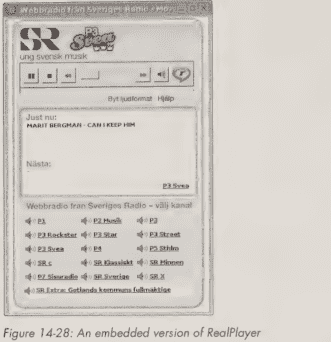 Webbradio från Sveriges Radio - Mo
SR P3 Svea
ung svensk musik
Byt ljudformat Hjälp
Just nu:
MARIT BERGMAN - CAN I KEEP HIM
Nästa:
P3 Svea
Webbradio från Sveriges Radio – välj kanal
P1 P2 Musik P3
P3 Rockster P3 Star P3 Street
P3 Svea P4 P5 Sthlm
SR c SR Klassiskt SR Minnen
P7 Sisuradio SR Sverige SR X
SR Extra: Gotlands kommuns fullmäktige
Figure 14-28: An embedded version of RealPlayer